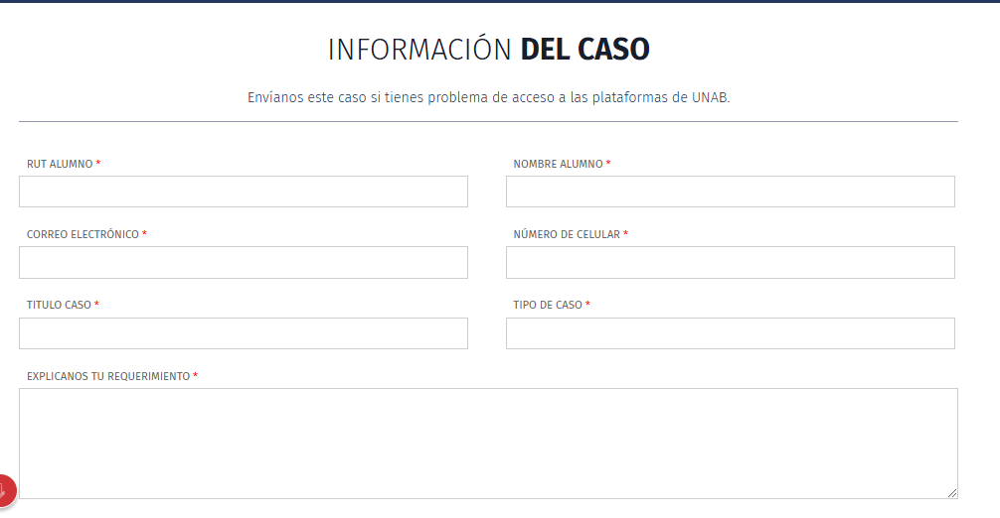 INFORMACIÓN DEL CASO
Envíanos este caso si tienes problema de acceso a las plataformas de UNAB.
RUT ALUMNO *
NOMBRE ALUMNO *
CORREO ELECTRÓNICO *
NÚMERO DE CELULAR *
TITULO CASO *
TIPO DE CASO *
EXPLICANOS TU REQUERIMIENTO *